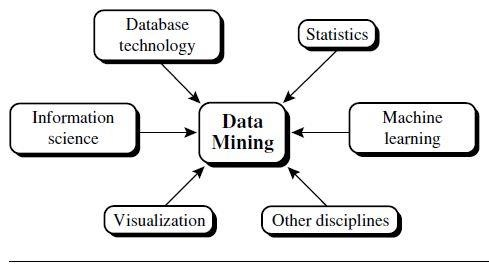 Database
technology
Statistics
Information
science
Data
Mining
Machine
learning
Visualization
Other disciplines